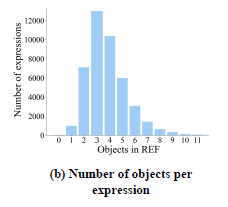 Number of expressions
12000
10000
8000
6000
4000
2000
0
0 1 2 3 4 5 6 7 8 9 10 11
Objects in REF
(b) Number of objects per
expression